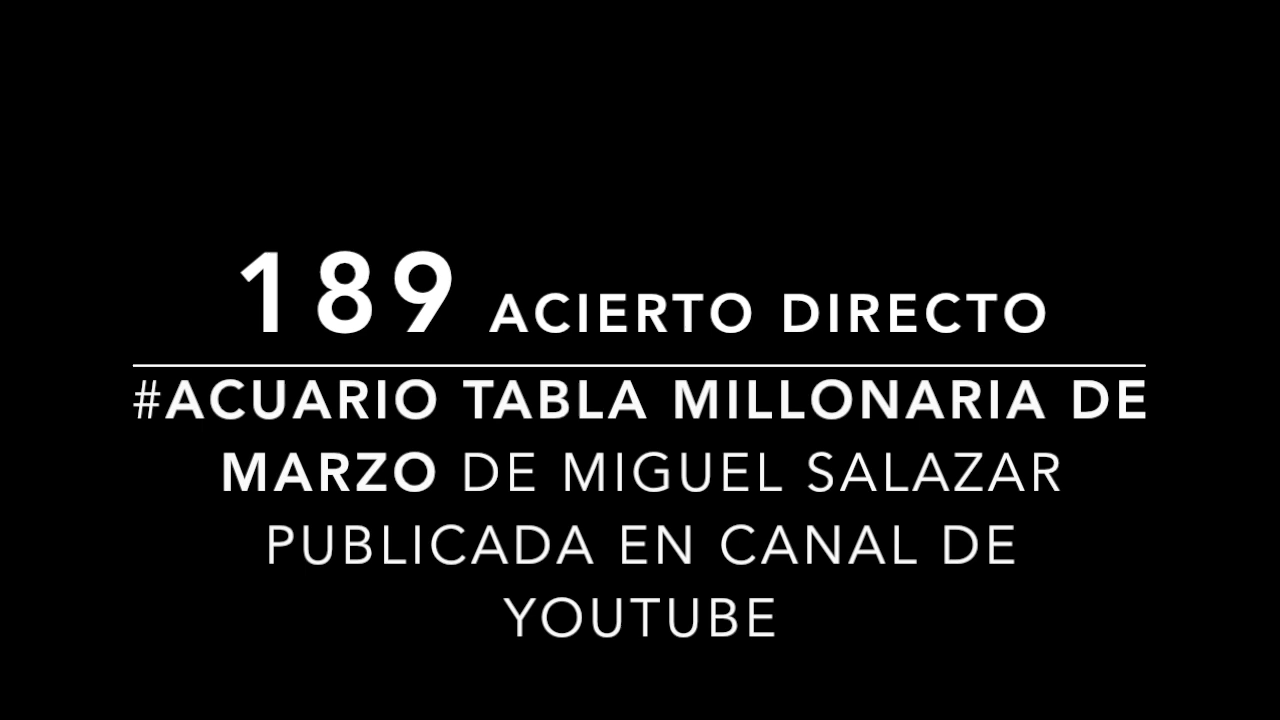 189 ACIERTO DIRECTO
#ACUARIO TABLA MILLONARIA DE
MARZO DE MIGUEL SALAZAR
PUBLICADA EN CANAL DE
YOUTUBE